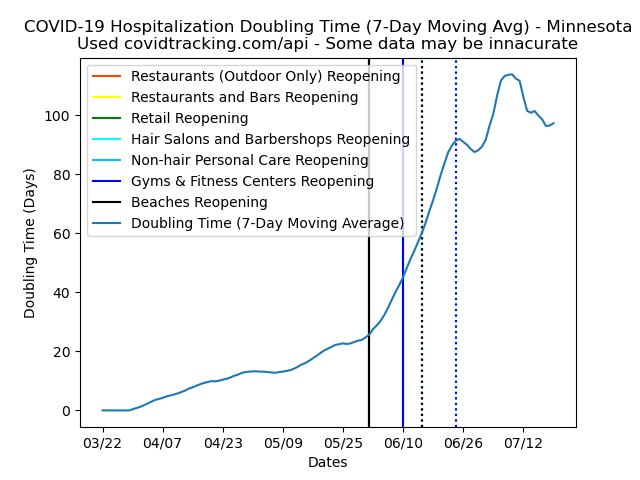 COVID-19 Hospitalization Doubling Time (7-Day Moving Avg) - Minnesota
Used covidtracking.com/api - Some data may be innacurate
Restaurants (Outdoor Only) Reopening
Restaurants and Bars Reopening
Retail Reopening
Hair Salons and Barbershops Reopening
Non-hair Personal Care Reopening
Gyms & Fitness Centers Reopening
Beaches Reopening
Doubling Time (7-Day Moving Average)
Doubling Time (Days)
100
80
60
40
20
0
03/22 04/07 04/23 05/09 05/25 06/10 06/26 07/12
Dates